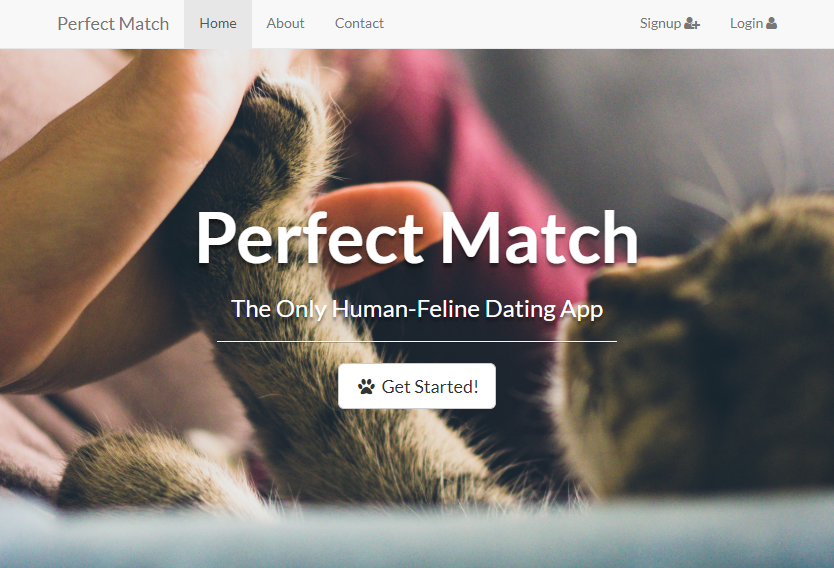 Perfect Match Home About Contact Signup Login
Perfect Match
The Only Human-Feline Dating App
Get Started!